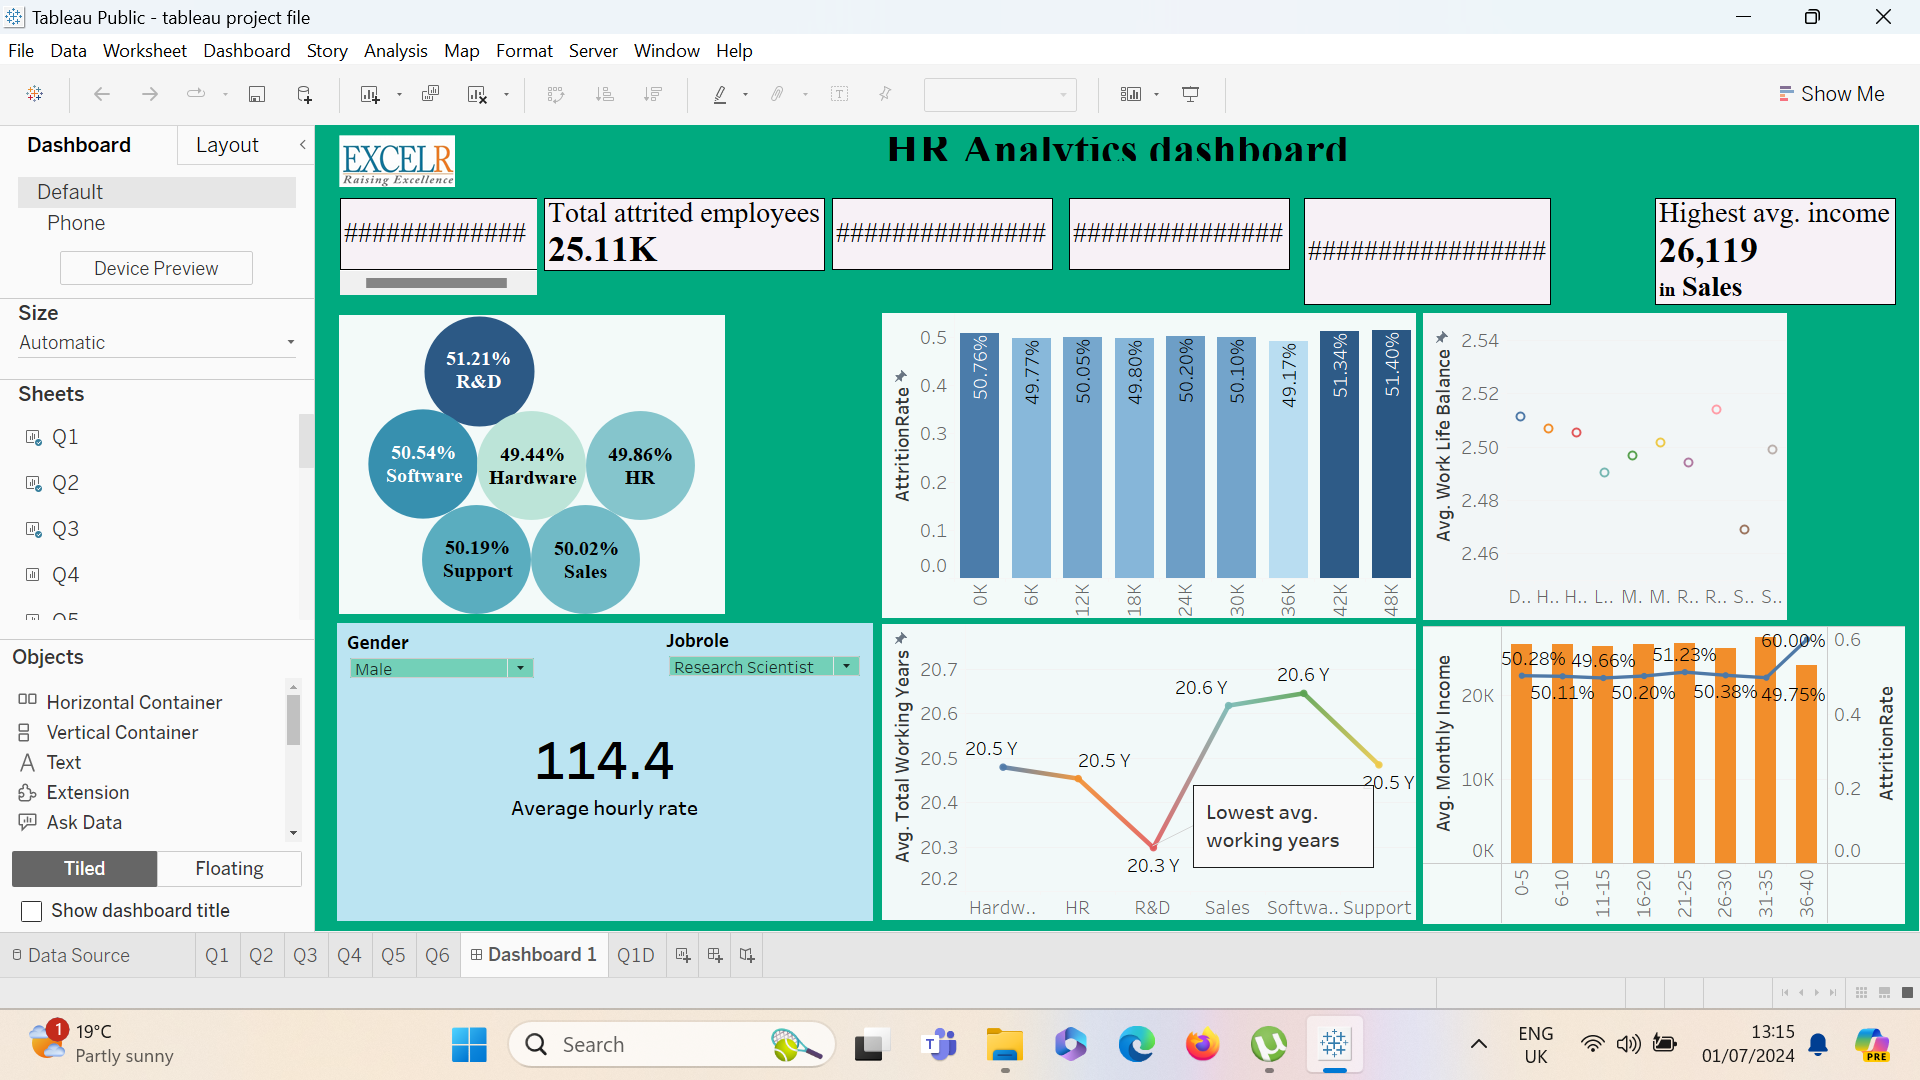 Tableau Public - tableau project file
File Data Worksheet Dashboard Story Analysis Map Format Server Window Help
Show Me
Dashboard Layout
Default
Phone
Device Preview
Size
Automatic
Sheets
Q1
Q2
Q3
Q4
Q5
Objects
Horizontal Container
Vertical Container
Text
Extension
Ask Data
Tiled Floating
Show dashboard title
EXCELR
Raising Excellence
HR Analytics dashboard
#############
Total attrited employees
25.11K
###############
###############
#################
Highest avg. income
26,119
in Sales
51.21%
R&D
50.54%
Software
49.44%
Hardware
49.86%
HR
50.19%
Support
50.02%
Sales
AttritionRate
0.5
0.4
0.3
0.2
0.1
0.0
50.76% 49.77% 50.05% 49.80% 50.20% 50.10% 49.17% 51.34% 51.40%
0K 6K 12K 18K 24K 30K 36K 42K 48K
Avg. Work Life Balance
2.54
2.52
2.50
2.48
2.46
D.. H.. H.. L.. M. M. R.. R.. S.. S..
Gender
Male
Jobrole
Research Scientist
114.4
Average hourly rate
Avg. Total Working Years
20.7
20.6
20.5
20.4
20.3
20.2
20.5 Y
20.5 Y
20.3 Y
20.6 Y
20.6 Y
20.5 Y
Lowest avg.
working years
Hardw.. HR R&D Sales Softwa.. Support
Avg. Monthly Income
20K
10K
0K
50.28% 49.66% 51.23% 60.00%
50.11% 50.20% 50.38% 49.75%
0.6
0.4
0.2
0.0
AttritionRate
0-5 6-10 11-15 16-20 21-25 26-30 31-35 36-40
Data Source Q1 Q2 Q3 Q4 Q5 Q6 Dashboard 1 Q1D
1
19°C
Partly sunny
Search
ENG
UK
13:15
01/07/2024
PRE